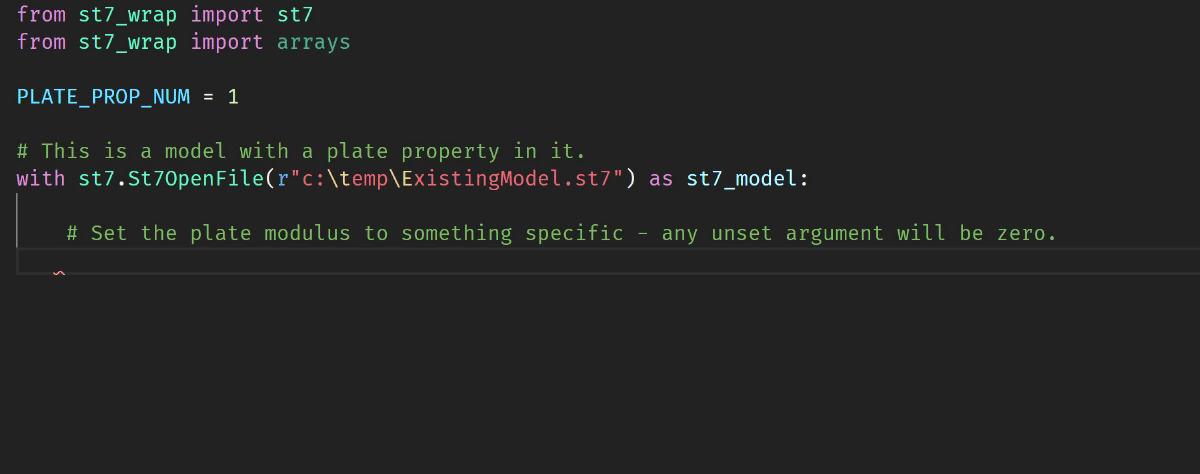 from st7_wrap import st7
from st7_wrap import arrays
PLATE_PROP_NUM = 1
# This is a model with a plate property in it.
with st7.St7OpenFile(r"c:\temp\ExistingModel.st7") as st7_model:
# Set the plate modulus to something specific - any unset argument will be zero.